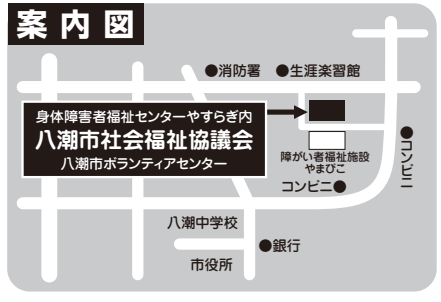 案内図
●消防署 ●生涯楽習館
身体障害者福祉センターやすらぎ内
八潮市社会福祉協議会
八潮市ボランティアセンター
障がい者福祉施設
やまびこ
コンビニ●
●コンビニ
八潮中学校
●銀行
市役所